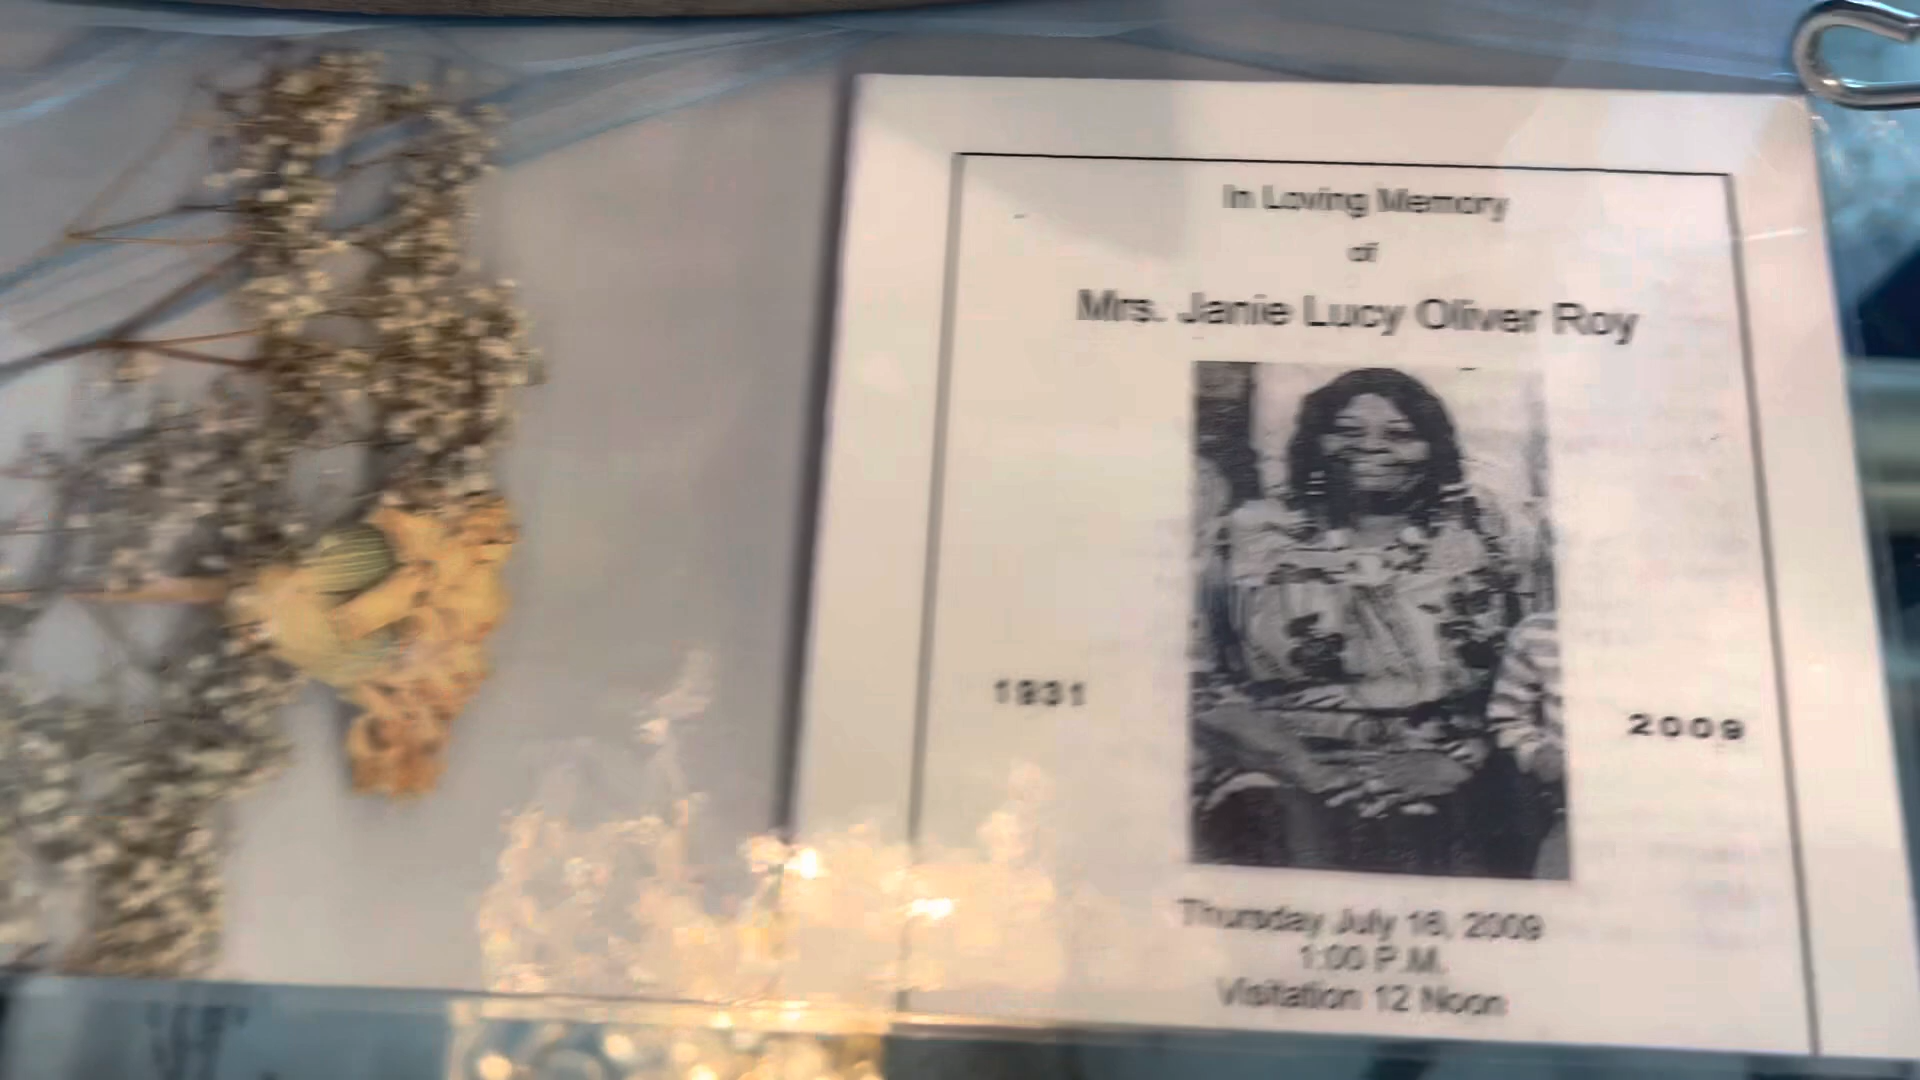 In Loving Memory
of
Mrs. Janie Lucy Oliver Roy
1931
2009
Thursday July 16, 2009
1:00 P.M.
Visitation 12 Noon